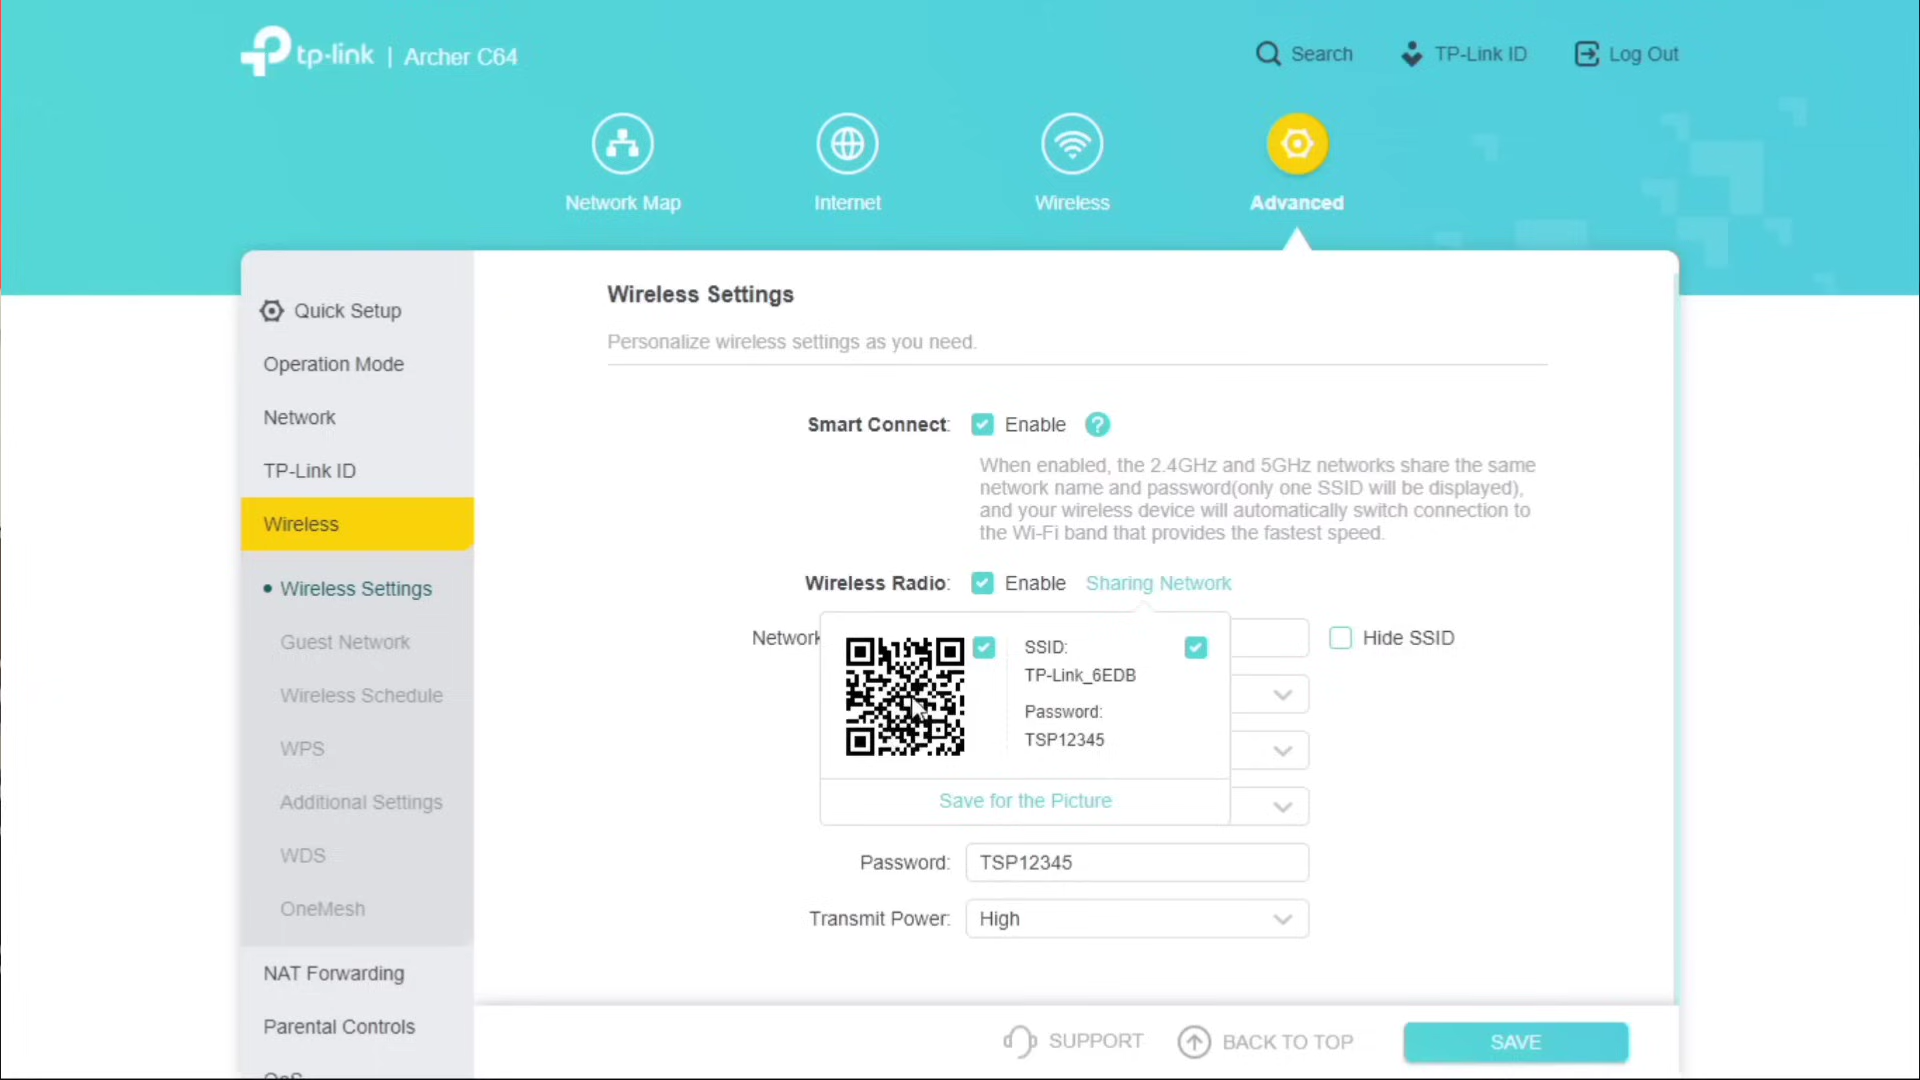 tp-link | Archer C64
Search
TP-Link ID
Log Out
Network Map
Internet
Wireless
Advanced
Quick Setup
Operation Mode
Network
TP-Link ID
Wireless
Wireless Settings
Guest Network
Wireless Schedule
WPS
Additional Settings
WDS
OneMesh
NAT Forwarding
Parental Controls
Wireless Settings
Personalize wireless settings as you need.
Smart Connect: Enable ?
When enabled, the 2.4GHz and 5GHz networks share the same
network name and password(only one SSID will be displayed),
and your wireless device will automatically switch connection to
the Wi-Fi band that provides the fastest speed.
Wireless Radio: Enable Sharing Network
Network
Hide SSID
SSID:
TP-Link_6EDB
Password:
TSP12345
Save for the Picture
Password: TSP12345
Transmit Power: High
SUPPORT
BACK TO TOP
SAVE